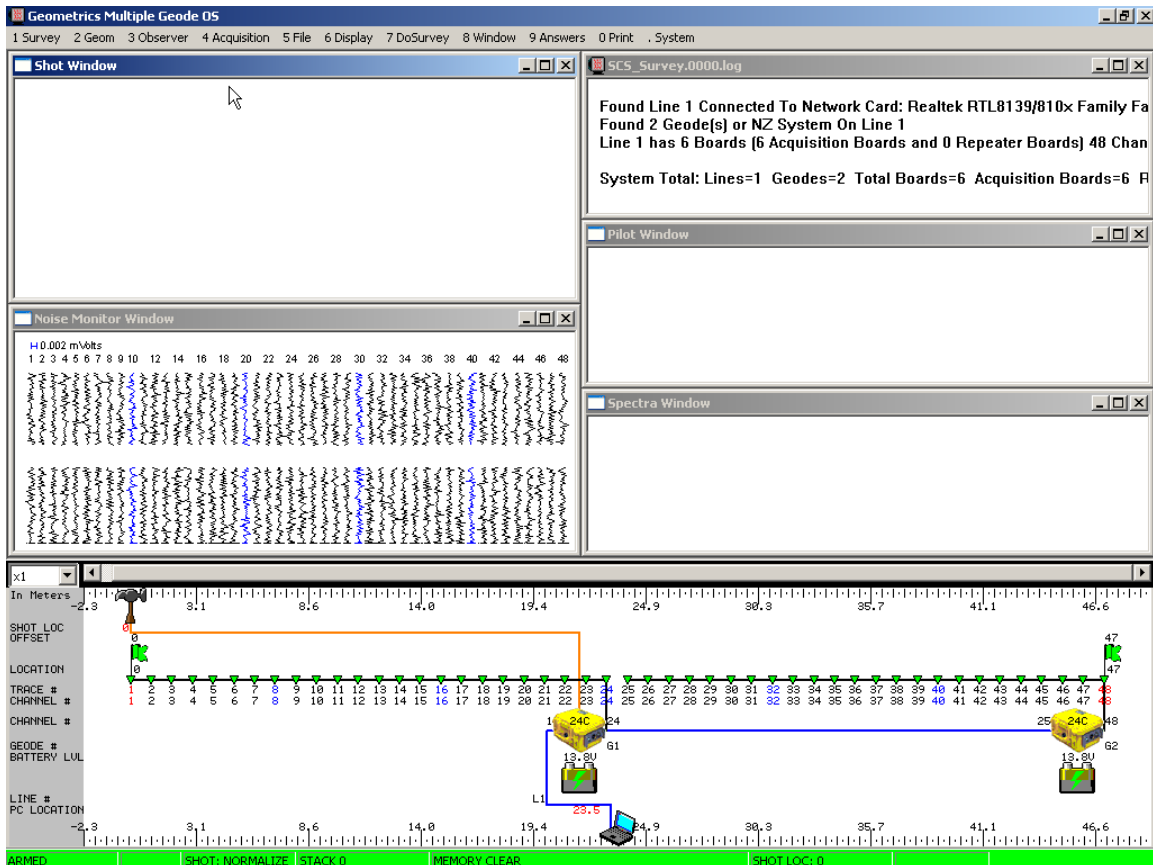 Geometrics Multiple Geode OS
1 Survey 2 Geom 3 Observer 4 Acquisition 5 File 6 Display 7 DoSurvey 8 Window 9 Answers 0 Print . System
Shot Window
SCS_Survey.0000.log
Found Line 1 Connected To Network Card: Realtek RTL8139/810x Family Fa
Found 2 Geode(s) or NZ System On Line 1
Line 1 has 6 Boards (6 Acquisition Boards and 0 Repeater Boards) 48 Chan
System Total: Lines=1 Geodes=2 Total Boards=6 Acquisition Boards=6 R
Pilot Window
Noise Monitor Window
0.002 mVolts
1 2 3 4 5 6 7 8 9 10 12 14 16 18 20 22 24 26 28 30 32 34 36 38 40 42 44 46 48
Spectra Window
x1
In Meters
-2.3 3.1 8.6 14.0 19.4 24.9 30.3 35.7 41.1 46.6
SHOT LOC 0
OFFSET 0 47
LOCATION 0 47
TRACE # 1 2 3 4 5 6 7 8 9 10 11 12 13 14 15 16 17 18 19 20 21 22 23 24 25 26 27 28 29 30 31 32 33 34 35 36 37 38 39 40 41 42 43 44 45 46 47 48
CHANNEL # 1 2 3 4 5 6 7 8 9 10 11 12 13 14 15 16 17 18 19 20 21 22 23 24 25 26 27 28 29 30 31 32 33 34 35 36 37 38 39 40 41 42 43 44 45 46 47 48
CHANNEL # 1 24C 24 25 24C 48
GEODE # G1 G2
BATTERY LVL 13.8V 13.8V
LINE # L1
PC LOCATION 23.5
-2.3 3.1 8.6 14.0 19.4 24.9 30.3 35.7 41.1 46.6
ARMED SHOT: NORMALIZE STACK 0 MEMORY CLEAR SHOT LOC: 0